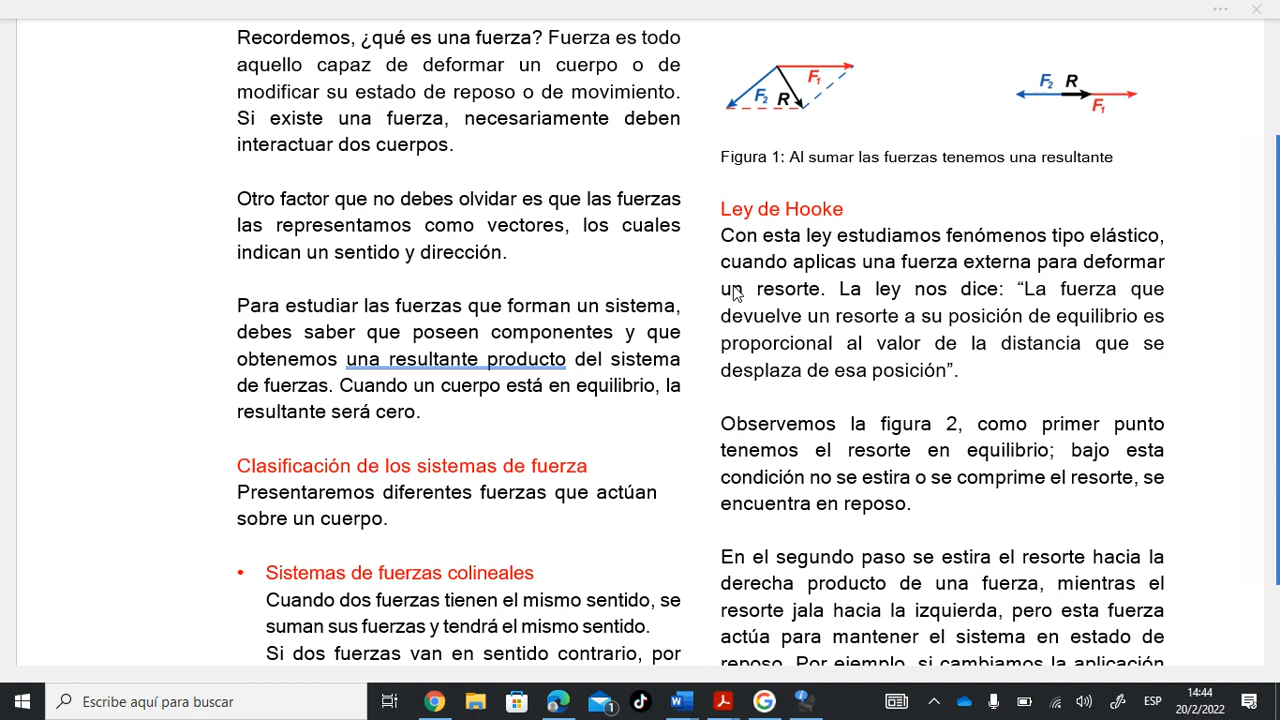 Recordemos, ¿qué es una fuerza? Fuerza es todo
aquello capaz de deformar un cuerpo o de
modificar su estado de reposo o de movimiento.
Si existe una fuerza, necesariamente deben
interactuar dos cuerpos.
Otro factor que no debes olvidar es que las fuerzas
las representamos como vectores, los cuales
indican un sentido y dirección.
Para estudiar las fuerzas que forman un sistema,
debes saber que poseen componentes y que
obtenemos una resultante producto del sistema
de fuerzas. Cuando un cuerpo está en equilibrio, la
resultante será cero.
Clasificación de los sistemas de fuerza
Presentaremos diferentes fuerzas que actúan
sobre un cuerpo.
• Sistemas de fuerzas colineales
Cuando dos fuerzas tienen el mismo sentido, se
suman sus fuerzas y tendrá el mismo sentido.
Si dos fuerzas van en sentido contrario, por
F₁
F₂ R
F₂ R
F₁
Figura 1: Al sumar las fuerzas tenemos una resultante
Ley de Hooke
Con esta ley estudiamos fenómenos tipo elástico,
cuando aplicas una fuerza externa para deformar
un resorte. La ley nos dice: “La fuerza que
devuelve un resorte a su posición de equilibrio es
proporcional al valor de la distancia que se
desplaza de esa posición”.
Observemos la figura 2, como primer punto
tenemos el resorte en equilibrio; bajo esta
condición no se estira o se comprime el resorte, se
encuentra en reposo.
En el segundo paso se estira el resorte hacia la
derecha producto de una fuerza, mientras el
resorte jala hacia la izquierda, pero esta fuerza
actúa para mantener el sistema en estado de
reposo. Por ejemplo, si cambiamos la aplicación
Escribe aquí para buscar
1
ESP
14:44
20/2/2022